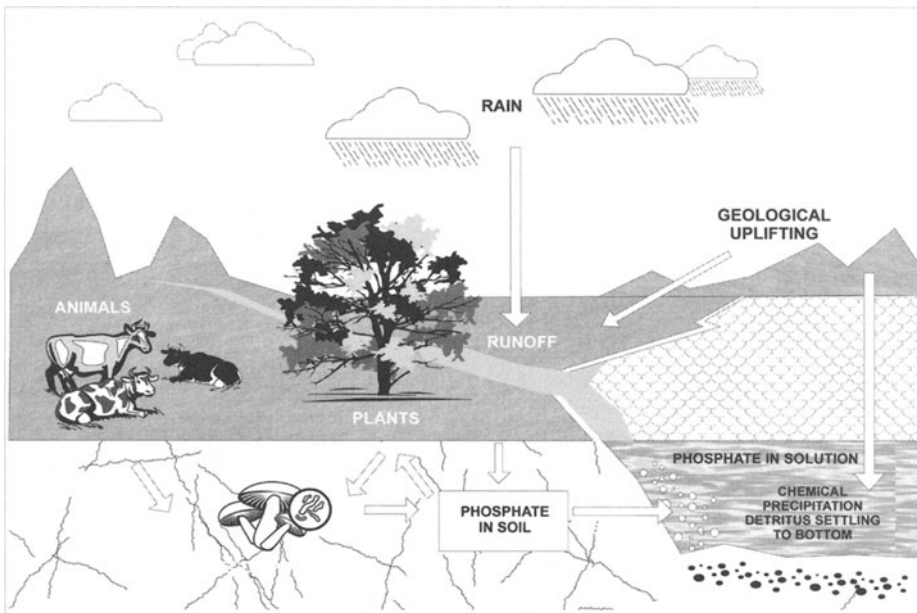 RAIN
GEOLOGICAL
UPLIFTING
ANIMALS
RUNOFF
PLANTS
PHOSPHATE IN SOLUTION
CHEMICAL
PRECIPITATION
DETRITUS SETTLING
TO BOTTOM
PHOSPHATE
IN SOIL